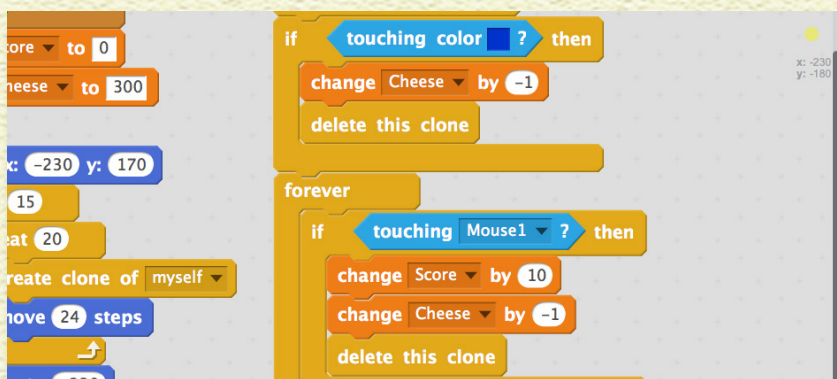 core to 0
heese to 300
x: -230 y: 170
15
eat 20
reate clone of myself
ove 24 steps
if touching color ? then
change Cheese by -1
delete this clone
forever
if touching Mouse1 ? then
change Score by 10
change Cheese by -1
delete this clone
x: -230
y: -180